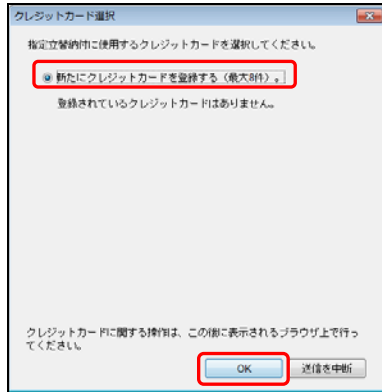 クレジットカード選択
指定立替納付に使用するクレジットカードを選択してください。
新たにクレジットカードを登録する（最大8件）。
登録されているクレジットカードはありません。
クレジットカードに関する操作は、この後に表示されるブラウザ上で行っ
てください。
OK
送信を中断